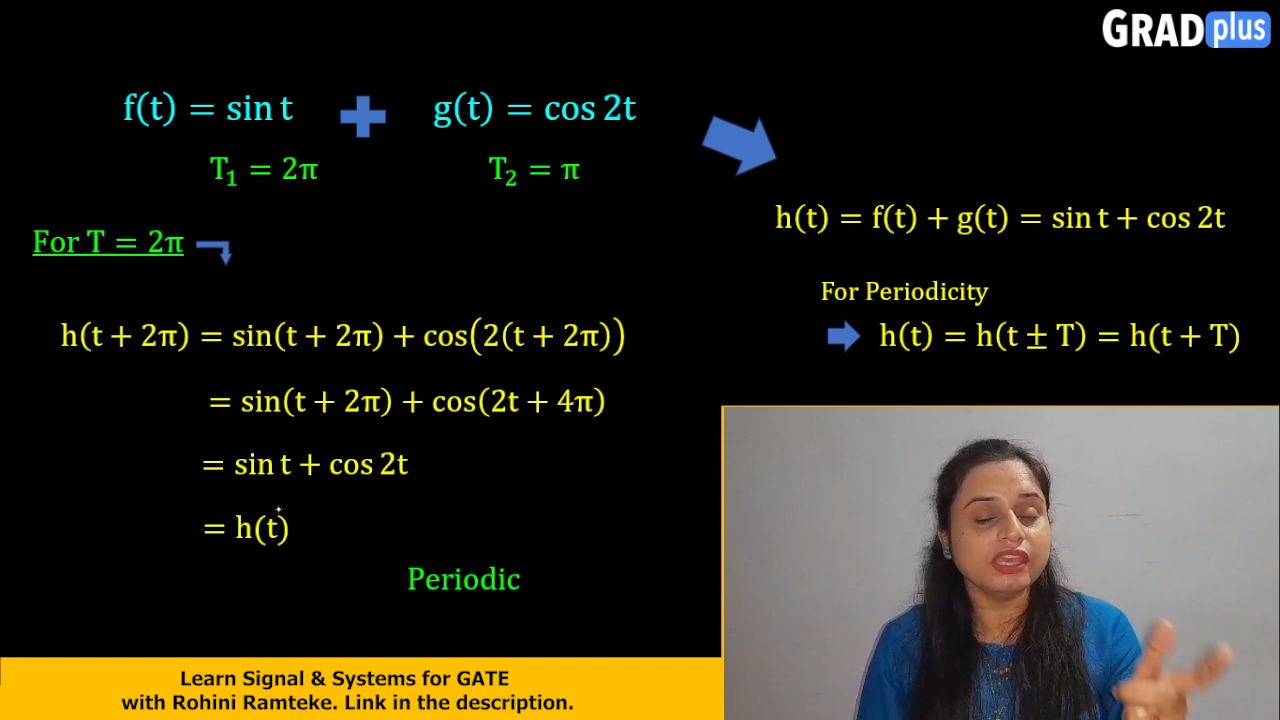 GRAD plus
f(t) = sin t + g(t) = cos 2t
T₁ = 2π T₂ = π
h(t) = f(t) + g(t) = sin t + cos 2t
For T = 2π
For Periodicity
h(t) = h(t ± T) = h(t + T)
h(t + 2π) = sin(t + 2π) + cos(2(t + 2π))
= sin(t + 2π) + cos(2t + 4π)
= sin t + cos 2t
= h(t)
Periodic
Learn Signal & Systems for GATE
with Rohini Ramteke. Link in the description.